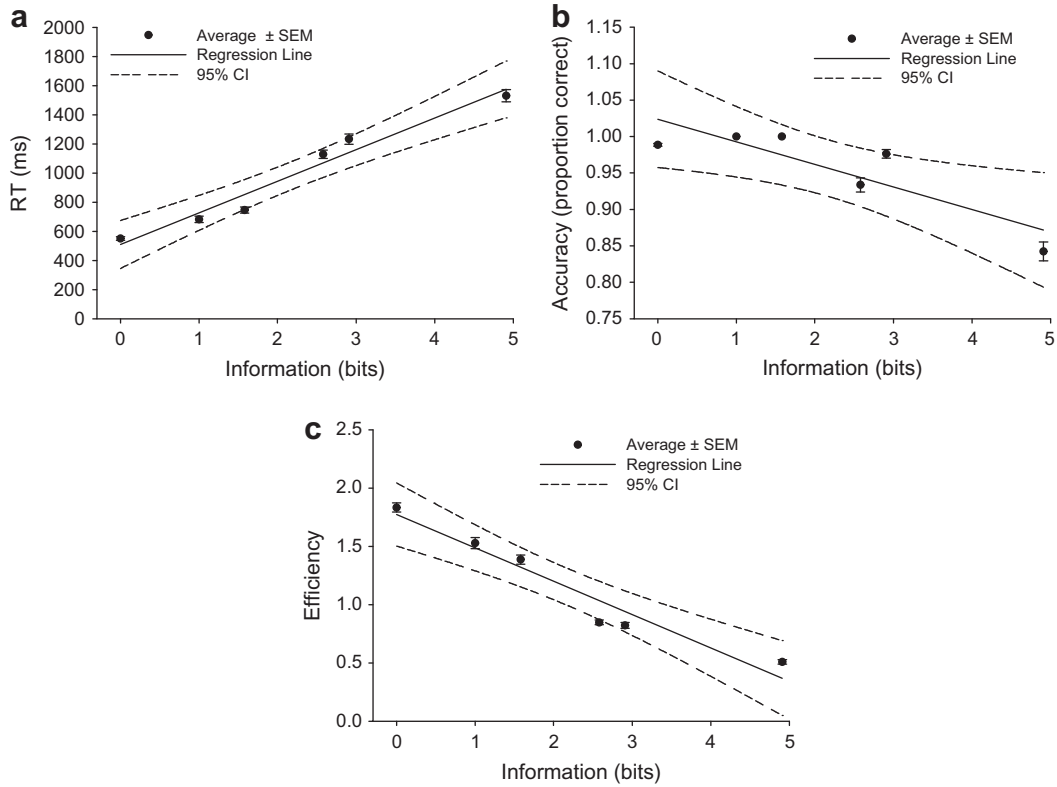 a
2000
1800
1600
1400
1200
1000
800
600
400
200
0
RT (ms)
Average ± SEM
Regression Line
95% CI
0 1 2 3 4 5
Information (bits)
b
1.15
1.10
1.05
1.00
0.95
0.90
0.85
0.80
0.75
Accuracy (proportion correct)
Average ± SEM
Regression Line
95% CI
0 1 2 3 4 5
Information (bits)
c
2.5
2.0
1.5
1.0
0.5
0.0
Efficiency
Average ± SEM
Regression Line
95% CI
0 1 2 3 4 5
Information (bits)